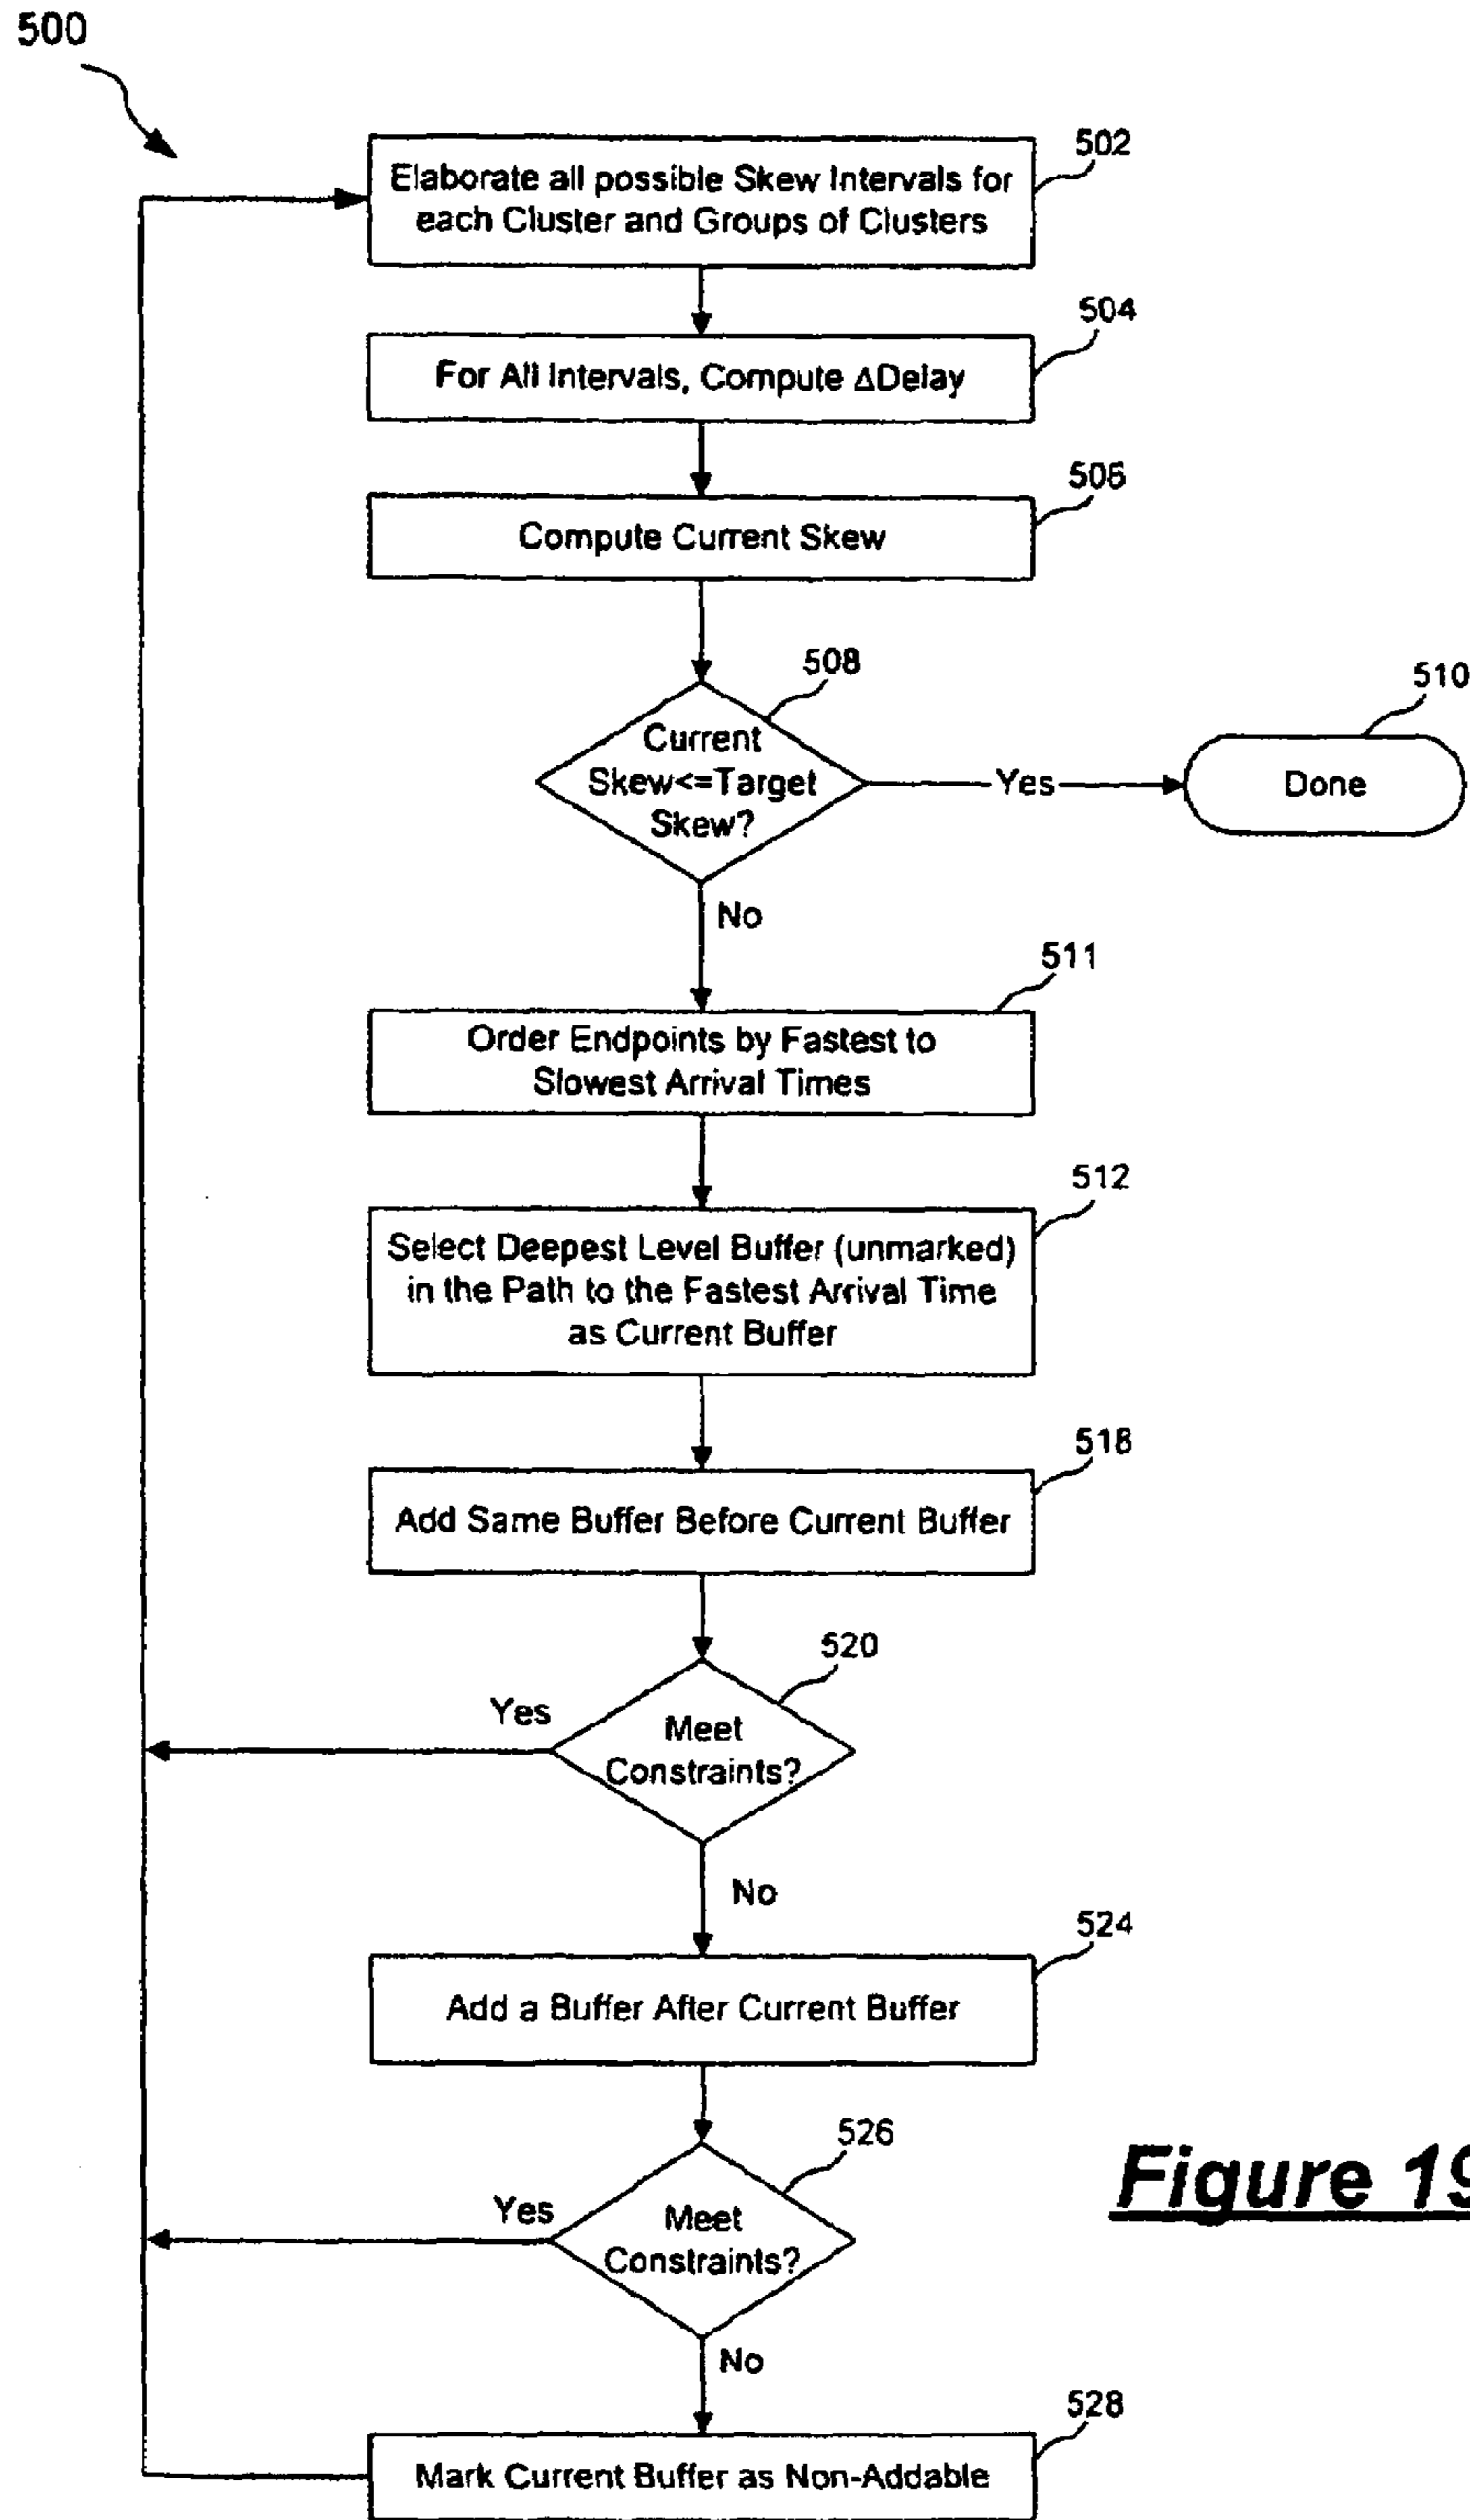 500
502
Elaborate all possible Skew Intervals for
each Cluster and Groups of Clusters
504
For All Intervals, Compute ΔDelay
506
Compute Current Skew
508
Current
Skew<=Target
Skew?
Yes
510
Done
No
511
Order Endpoints by Fastest to
Slowest Arrival Times
512
Select Deepest Level Buffer (unmarked)
in the Path to the Fastest Arrival Time
as Current Buffer
518
Add Same Buffer Before Current Buffer
520
Yes
Meet
Constraints?
No
524
Add a Buffer After Current Buffer
526
Yes
Meet
Constraints?
No
Figure 19
528
Mark Current Buffer as Non-Addable